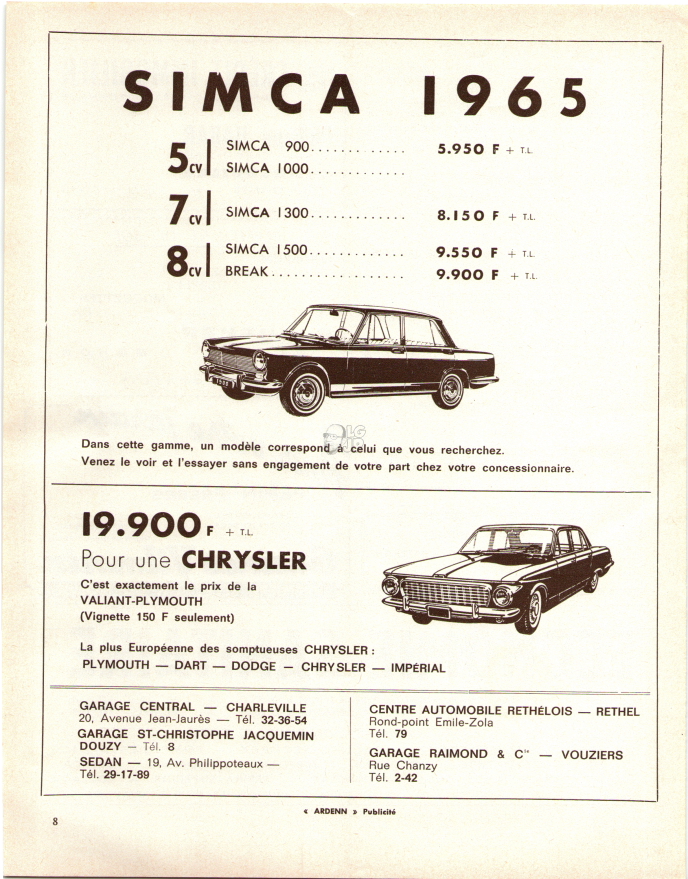 SIMCA 1965
5CV SIMCA 900............. 5.950 F + T.L.
SIMCA 1000............
7CV SIMCA 1300............ 8.150 F + T.L.
8CV SIMCA 1500............ 9.550 F + T.L.
BREAK................. 9.900 F + T.L.
1500
LG
JP
Dans cette gamme, un modèle correspond à celui que vous recherchez.
Venez le voir et l'essayer sans engagement de votre part chez votre concessionnaire.
19.900 F + T.L.
Pour une CHRYSLER
C'est exactement le prix de la
VALIANT-PLYMOUTH
(Vignette 150 F seulement)
La plus Européenne des somptueuses CHRYSLER :
PLYMOUTH — DART — DODGE — CHRYSLER — IMPÉRIAL
GARAGE CENTRAL — CHARLEVILLE
20, Avenue Jean-Jaurès — Tél. 32-36-54
GARAGE ST-CHRISTOPHE JACQUEMIN
DOUZY — Tél. 8
SEDAN — 19, Av. Philippoteaux —
Tél. 29-17-89
CENTRE AUTOMOBILE RETHÉLOIS — RETHEL
Rond-point Emile-Zola
Tél. 79
GARAGE RAIMOND & Cie — VOUZIERS
Rue Chanzy
Tél. 2-42
« ARDENN » Publicité
8